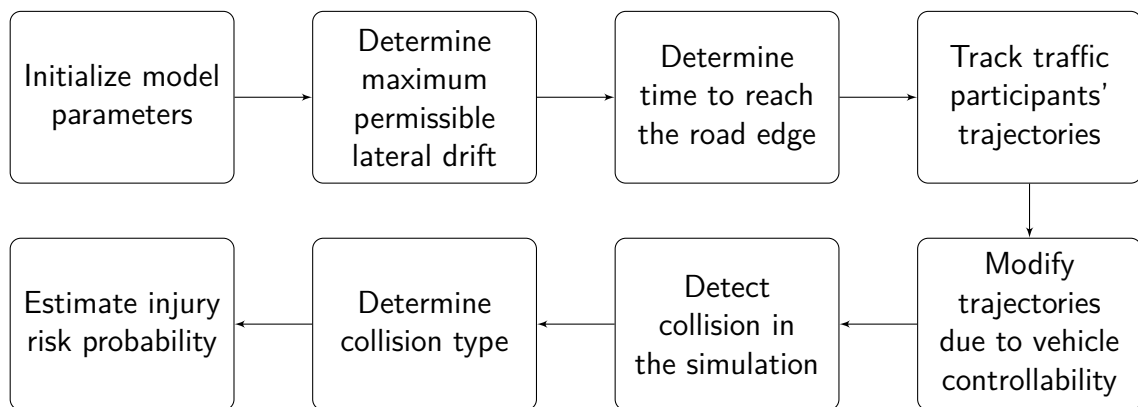 Initialize model
parameters
Determine
maximum
permissible
lateral drift
Determine
time to reach
the road edge
Track traffic
participants’
trajectories
Modify
trajectories
due to vehicle
controllability
Detect
collision in
the simulation
Determine
collision type
Estimate injury
risk probability